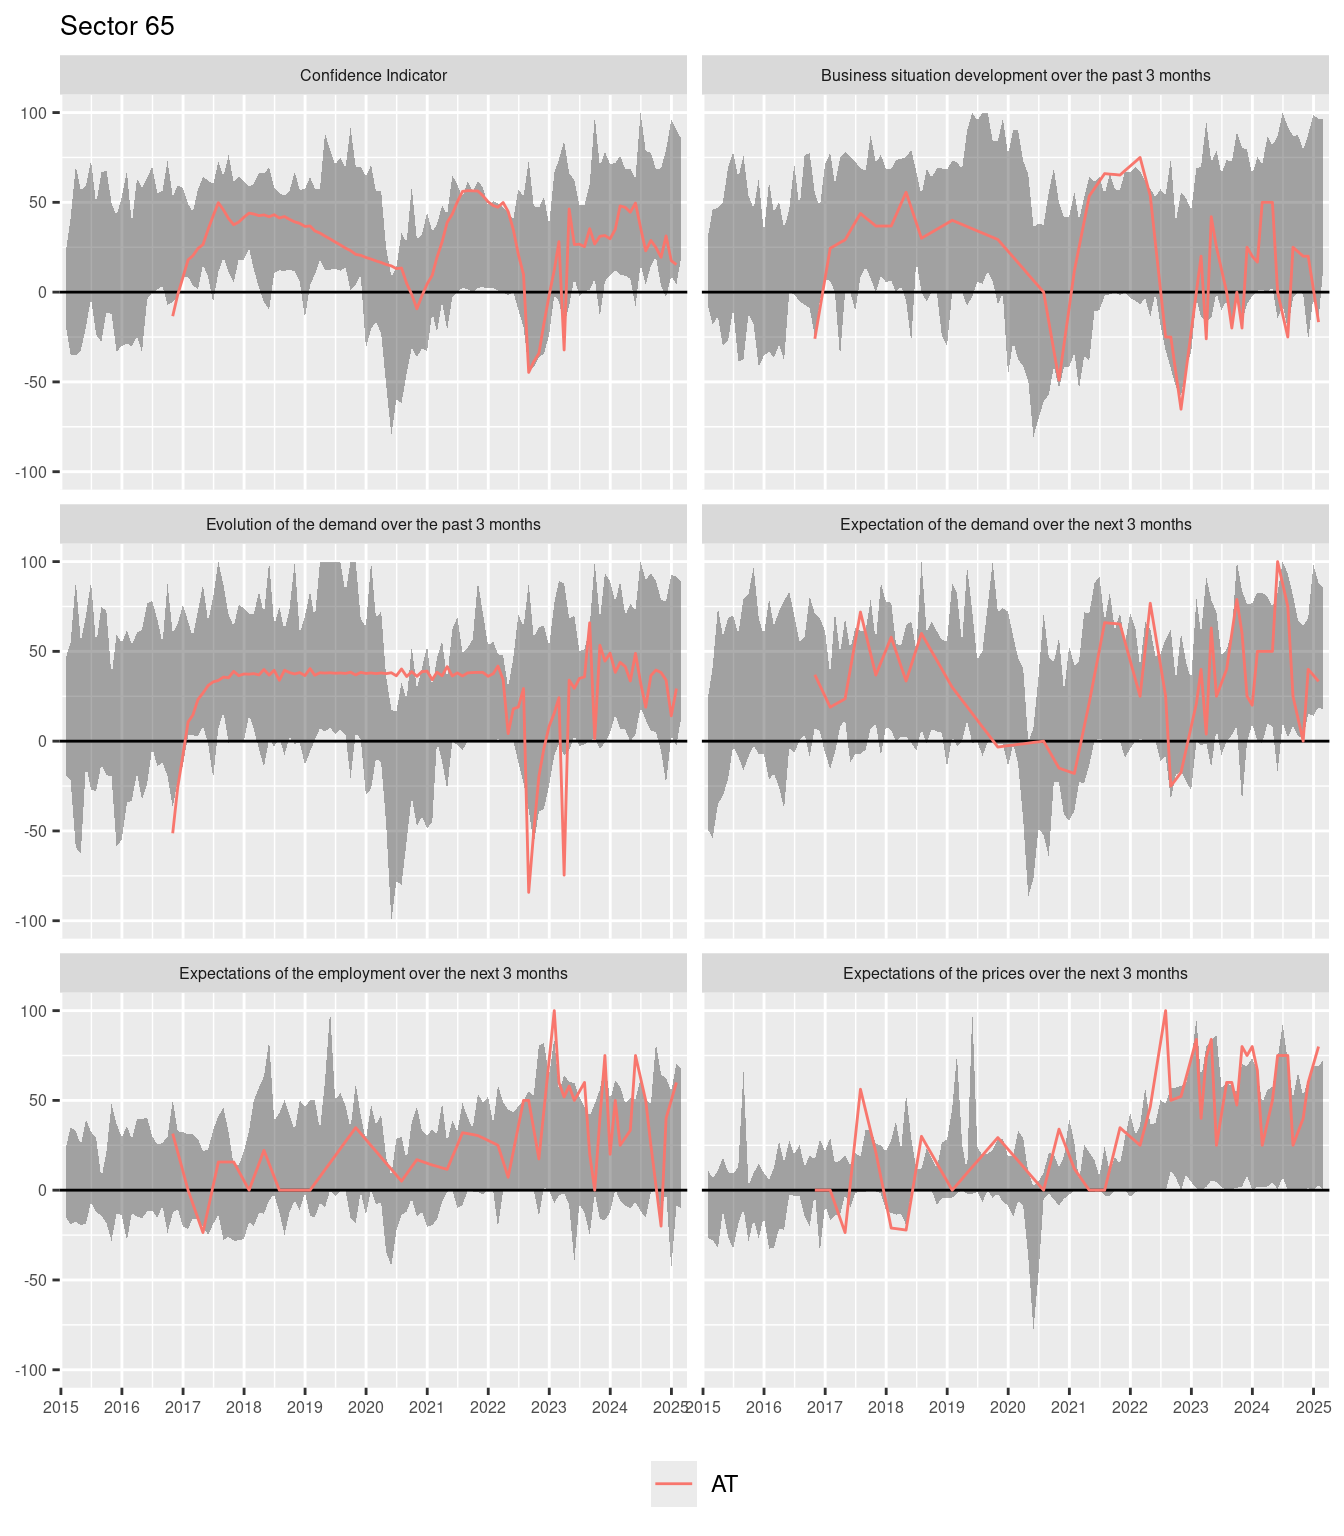 Sector 65
Confidence Indicator
Business situation development over the past 3 months
100
50
0
-50
-100
Evolution of the demand over the past 3 months
Expectation of the demand over the next 3 months
100
50
0
-50
-100
Expectations of the employment over the next 3 months
Expectations of the prices over the next 3 months
100
50
0
-50
-100
2015 2016 2017 2018 2019 2020 2021 2022 2023 2024 2025
2015 2016 2017 2018 2019 2020 2021 2022 2023 2024 2025
AT